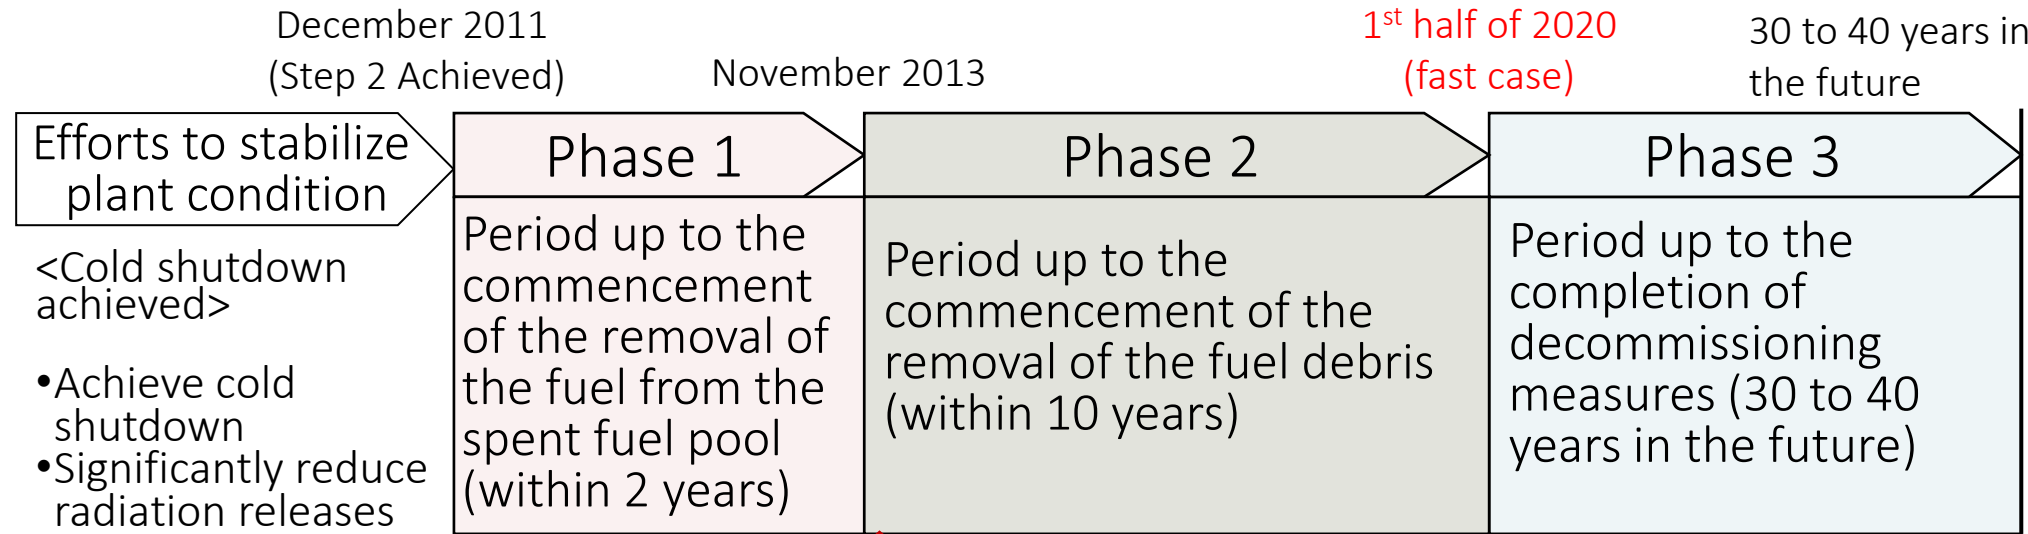 December 2011
(Step 2 Achieved)
November 2013
1st half of 2020
(fast case)
30 to 40 years in
the future
Efforts to stabilize
plant condition
Phase 1
Phase 2
Phase 3
<Cold shutdown
achieved>
•Achieve cold
shutdown
•Significantly reduce
radiation releases
Period up to the
commencement
of the removal of
the fuel from the
spent fuel pool
(within 2 years)
Period up to the
commencement of the
removal of the fuel debris
(within 10 years)
Period up to the
completion of
decommissioning
measures (30 to 40
years in the future)